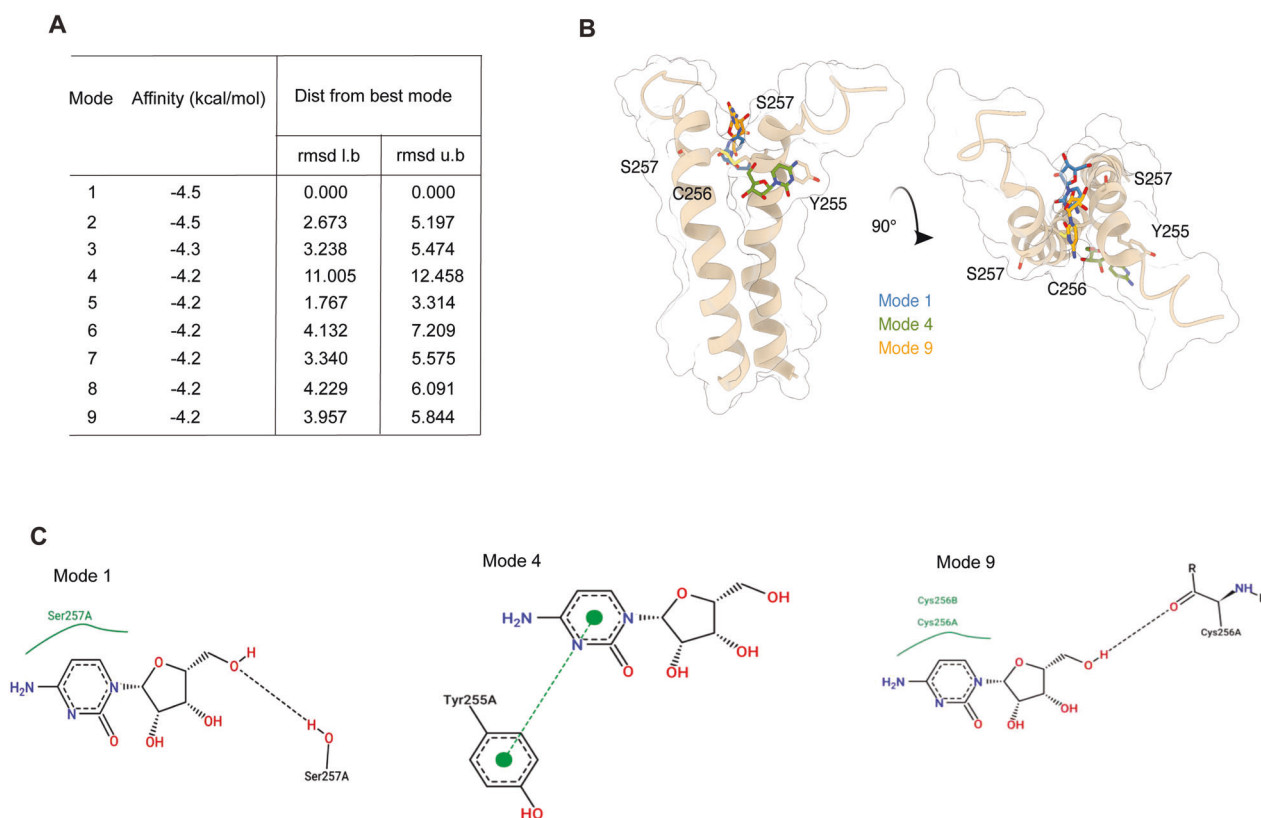 A
Mode Affinity (kcal/mol) Dist from best mode
rmsd l.b rmsd u.b
1 -4.5 0.000 0.000
2 -4.5 2.673 5.197
3 -4.3 3.238 5.474
4 -4.2 11.005 12.458
5 -4.2 1.767 3.314
6 -4.2 4.132 7.209
7 -4.2 3.340 5.575
8 -4.2 4.229 6.091
9 -4.2 3.957 5.844
B
S257
S257
C256
Y255
90°
S257
Y255
S257
C256
Mode 1
Mode 4
Mode 9
C
Mode 1
Ser257A
H
O
O
H2N
N
N
O
OH
OH
H
O
Ser257A
Mode 4
O
OH
H2N
N
N
O
OH
OH
Tyr255A
HO
Mode 9
Cys256B
Cys256A
R
O
NH
Cys256A
H
O
O
H2N
N
N
O
OH
OH